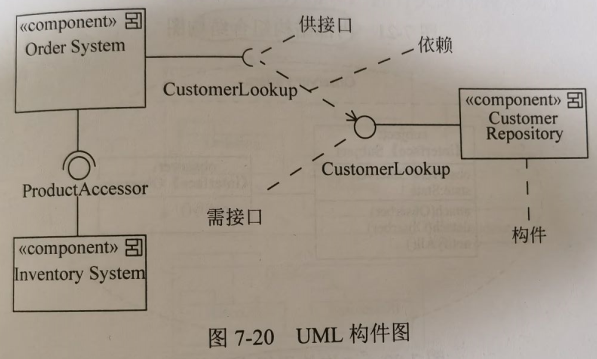 «component»
Order System
供接口
依赖
CustomerLookup
«component»
Customer
Repository
CustomerLookup
ProductAccessor
需接口
构件
«component»
Inventory System
图 7-20 UML 构件图